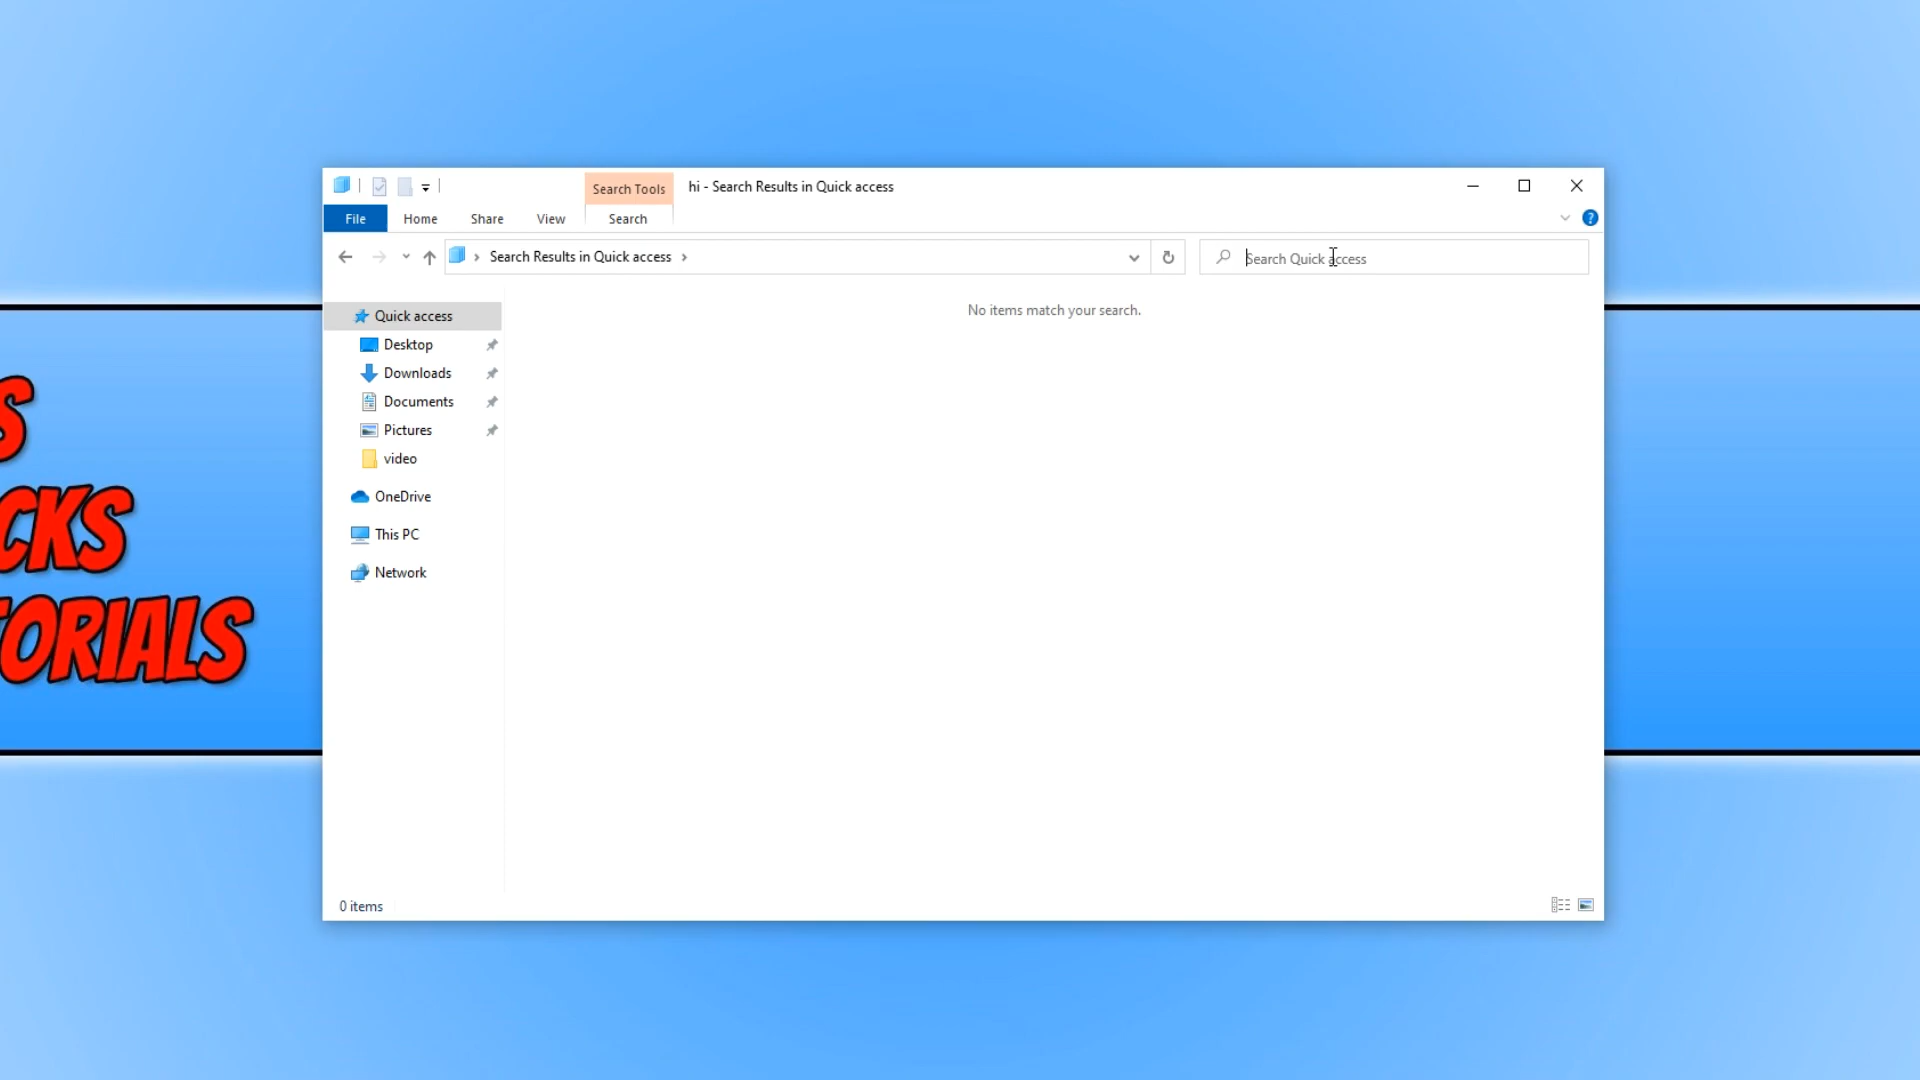 Search Tools
hi - Search Results in Quick access
File
Home
Share
View
Search
?
Search Results in Quick access
Search Quick access
No items match your search.
Quick access
Desktop
Downloads
Documents
Pictures
video
OneDrive
This PC
Network
S
CKS
TORIALS
0 items